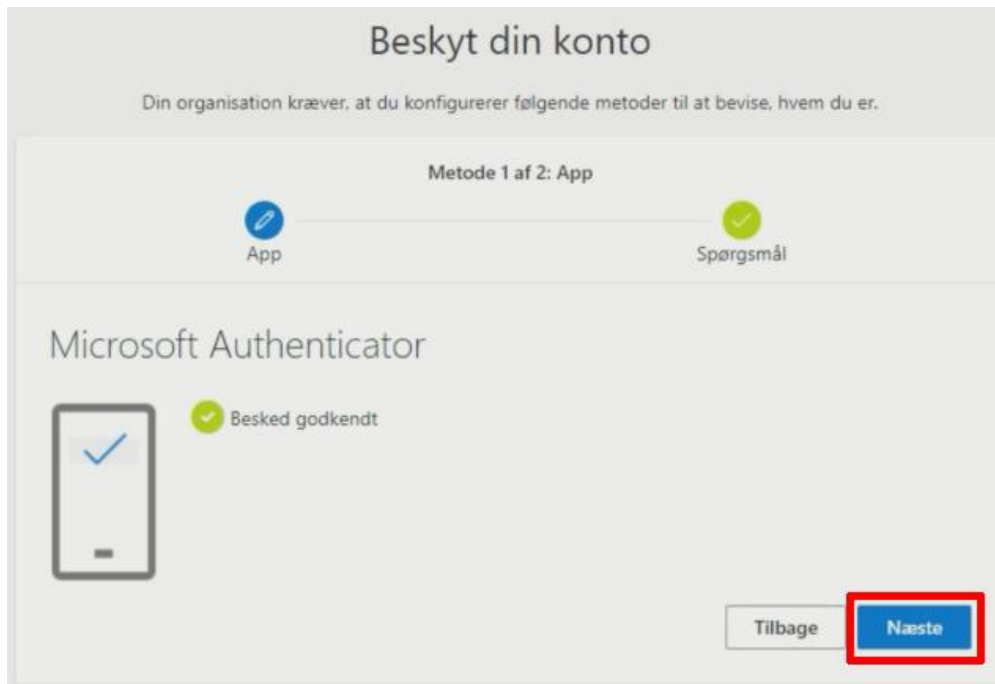 Beskyt din konto
Din organisation kræver, at du konfigurerer følgende metoder til at bevise, hvem du er.
Metode 1 af 2: App
App
Spørgsmål
Microsoft Authenticator
Besked godkendt
Tilbage
Næste